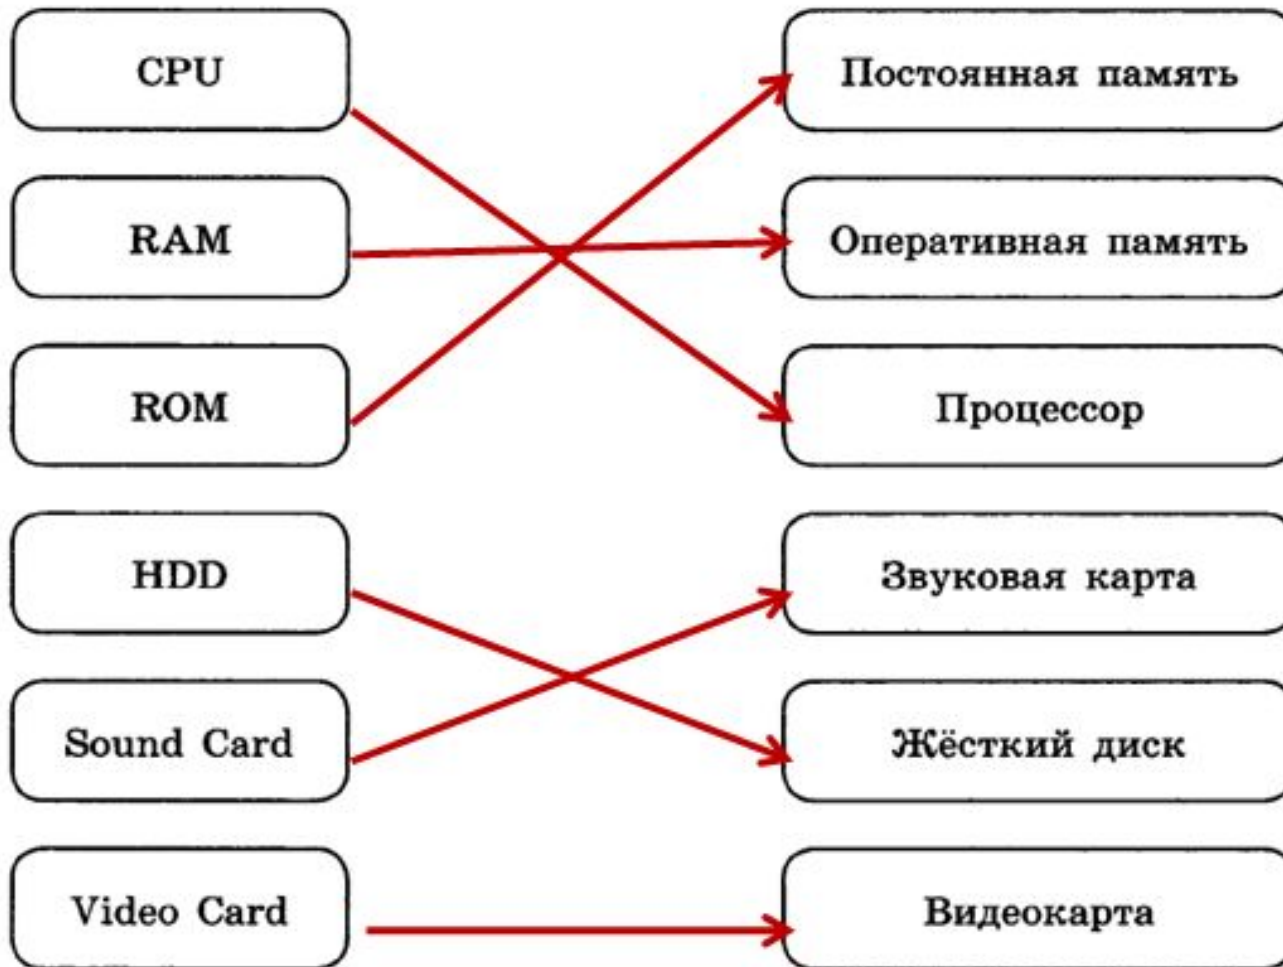 CPU
Постоянная память
RAM
Оперативная память
ROM
Процессор
HDD
Звуковая карта
Sound Card
Жёсткий диск
Video Card
Видеокарта